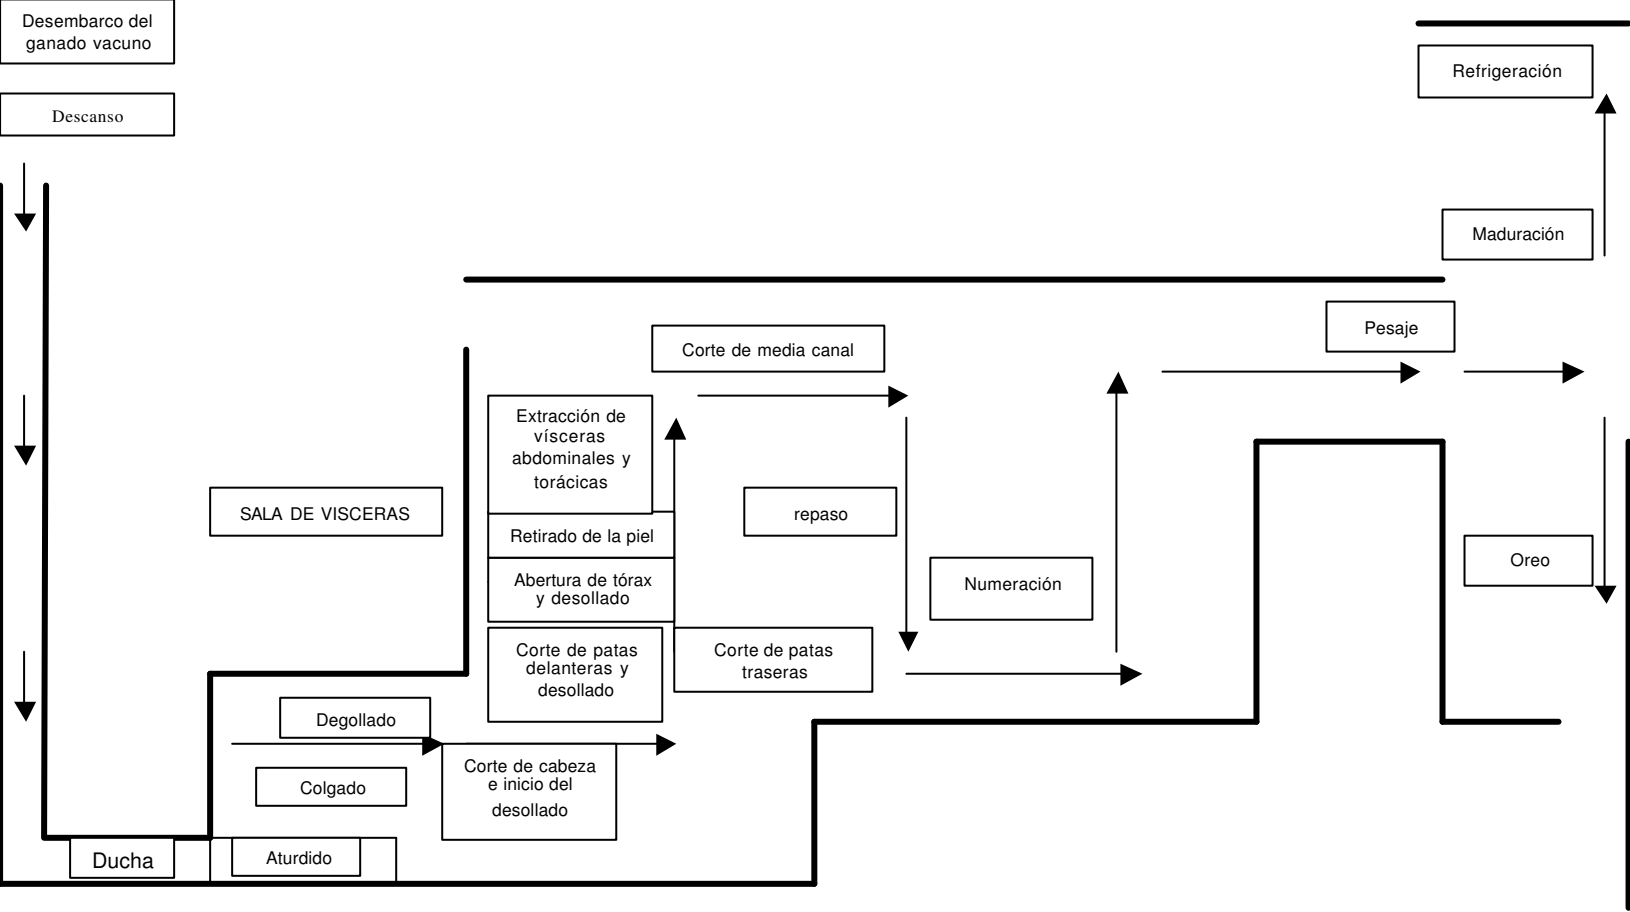 Desembarco del
ganado vacuno
Descanso
Refrigeración
Maduración
Pesaje
Corte de media canal
Extracción de
vísceras
abdominales y
torácicas
SALA DE VISCERAS
repaso
Retirado de la piel
Abertura de tórax
y desollado
Numeración
Oreo
Corte de patas
delanteras y
desollado
Corte de patas
traseras
Degollado
Colgado
Corte de cabeza
e inicio del
desollado
Ducha
Aturdido